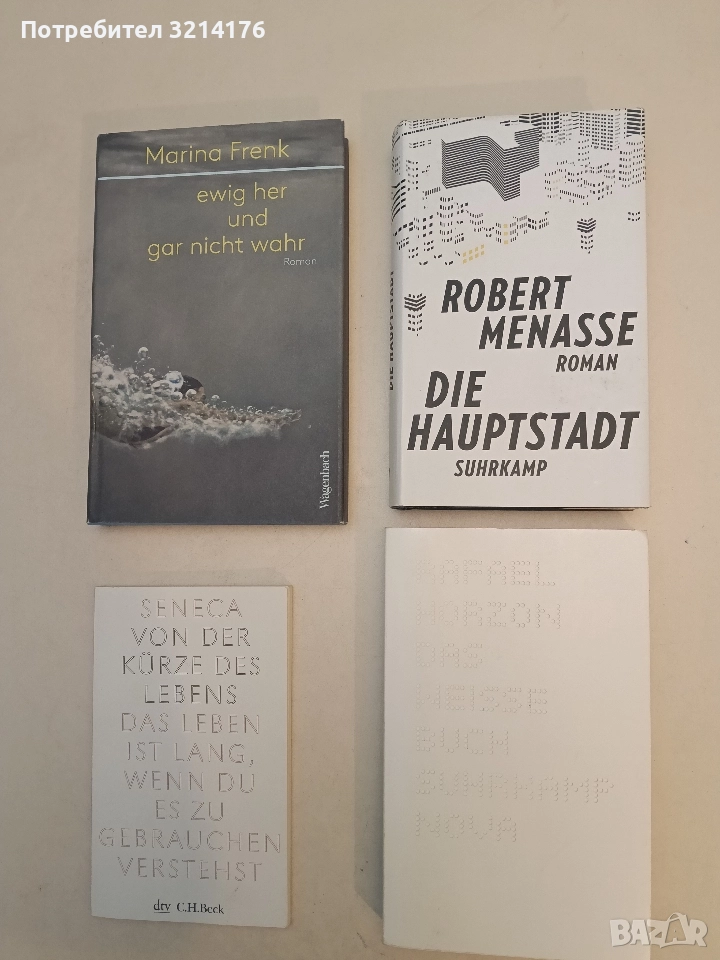 Потребител 3214176
Marina Frenk
ewig her
und
gar nicht wahr
Roman
Wagenbach
DIE HAUPTSTADT
ROBERT
MENASSE
ROMAN
DIE
HAUPTSTADT
SUHRKAMP
SENECA
VON DER
KÜRZE DES
LEBENS
DAS LEBEN
IST LANG,
WENN DU
ES ZU
GEBRAUCHEN
VERSTEHST
dtv C.H.Beck
RAFAEL
HORZON
DAS
WEISSE
BUCH
SUHRKAMP
NOVA
BAZAR